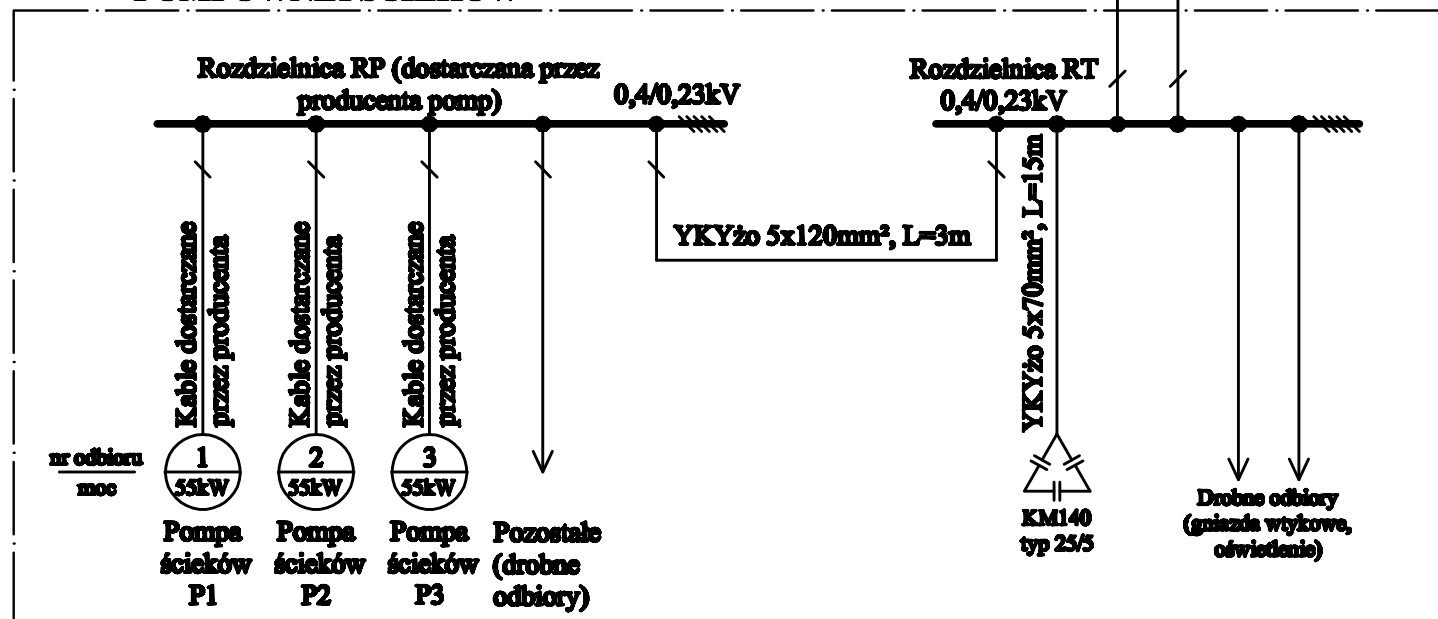 Rozdzielnica RP (dostarczana przez
producenta pomp)
0,4/0,23kV
Rozdzielnica RT
0,4/0,23kV
YKYżo 5x120mm², L=3m
YKYżo 5x70mm², L=15m
Kable dostarczane
przez producenta
Kable dostarczane
przez producenta
Kable dostarczane
przez producenta
nr odbioru
moc
1
55kW
2
55kW
3
55kW
Pompa
ścieków
P1
Pompa
ścieków
P2
Pompa
ścieków
P3
Pozostałe
(drobne
odbiory)
KM140
typ 25/5
Drobne odbiory
(gniazda wtykowe,
oświetlenie)